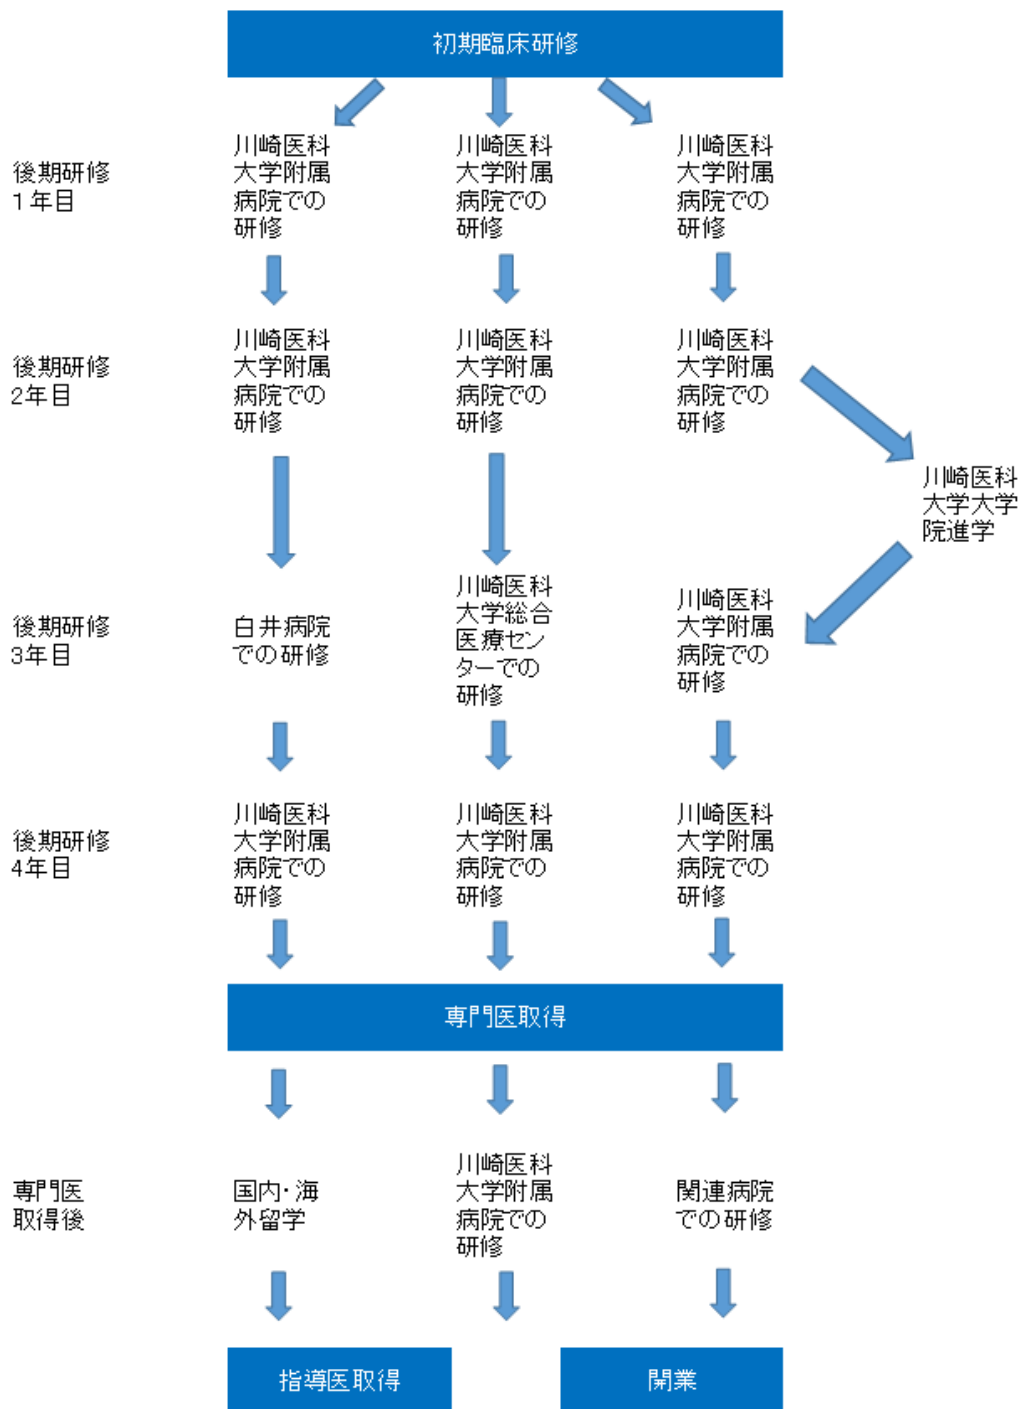 初期臨床研修
後期研修
1年目
川崎医科
大学附属
病院での
研修
川崎医科
大学附属
病院での
研修
川崎医科
大学附属
病院での
研修
後期研修
2年目
川崎医科
大学附属
病院での
研修
川崎医科
大学附属
病院での
研修
川崎医科
大学附属
病院での
研修
川崎医科
大学大学
院進学
後期研修
3年目
白井病院
での研修
川崎医科
大学総合
医療セン
ターでの
研修
川崎医科
大学附属
病院での
研修
後期研修
4年目
川崎医科
大学附属
病院での
研修
川崎医科
大学附属
病院での
研修
川崎医科
大学附属
病院での
研修
専門医取得
専門医
取得後
国内・海
外留学
川崎医科
大学附属
病院での
研修
関連病院
での研修
指導医取得
開業